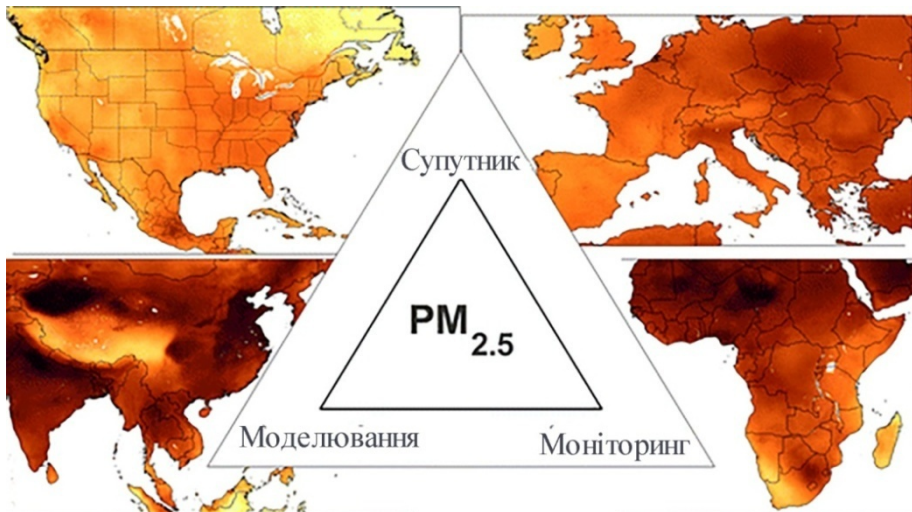 Супутник
PM2.5
Моделювання
Моніторинг